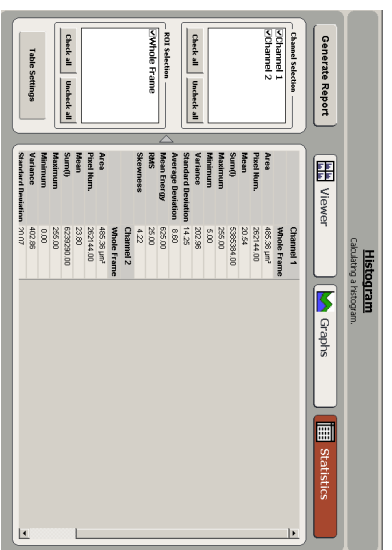 Histogram
Calculating a histogram.
Generate Report
Viewer
Graphs
Statistics
Channel Selection
Channel 1
Channel 2
Check all
Uncheck all
ROI Selection
Whole Frame
Check all
Uncheck all
Table Settings
Channel 1
Whole Frame
Area 485.36 µm²
Pixel Num. 262144.00
Mean 20.54
Sum(I) 5385384.00
Maximum 255.00
Minimum 5.00
Variance 202.96
Standard Deviation 14.25
Average Deviation 8.60
Mean Energy 625.00
RMS 25.00
Skewness 4.22
Channel 2
Whole Frame
Area 485.36 µm²
Pixel Num. 262144.00
Mean 23.80
Sum(I) 6239290.00
Maximum 255.00
Minimum 0.00
Variance 402.86
Standard Deviation 20.07